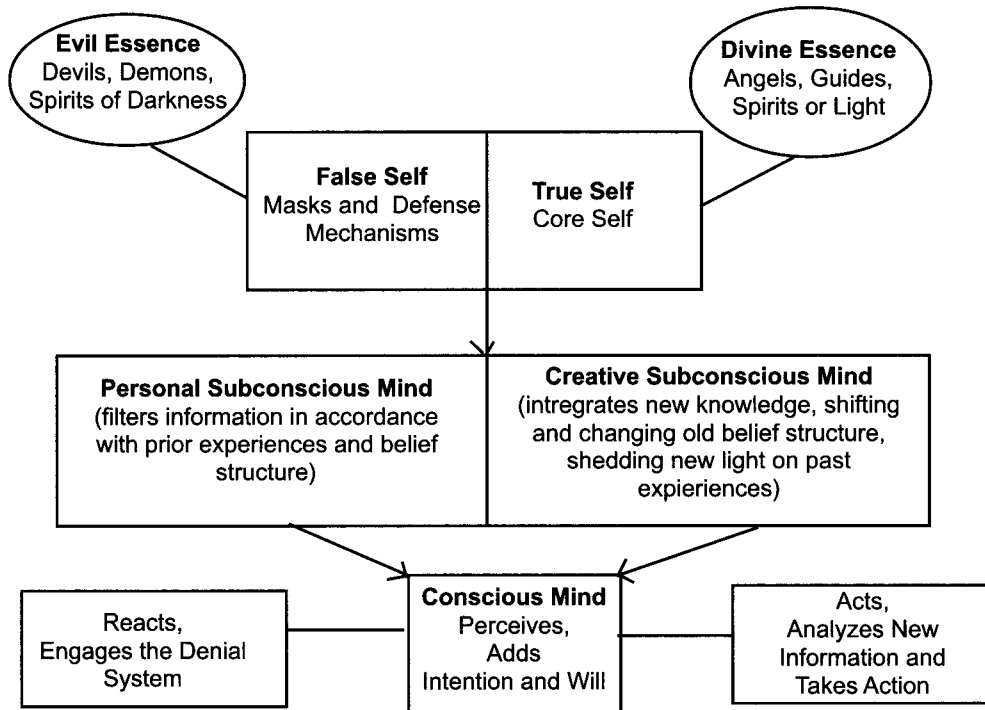 Evil Essence
Devils, Demons,
Spirits of Darkness
Divine Essence
Angels, Guides,
Spirits or Light
False Self
Masks and Defense
Mechanisms
True Self
Core Self
Personal Subconscious Mind
(filters information in accordance
with prior experiences and belief
structure)
Creative Subconscious Mind
(intregrates new knowledge, shifting
and changing old belief structure,
shedding new light on past
expieriences)
Reacts,
Engages the Denial
System
Conscious Mind
Perceives,
Adds
Intention and Will
Acts,
Analyzes New
Information and
Takes Action